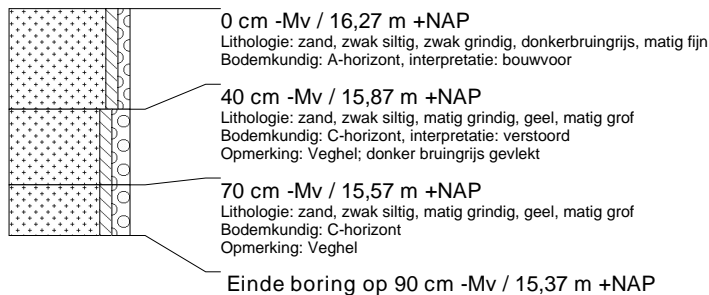 0 cm -Mv / 16,27 m +NAP
Lithologie: zand, zwak siltig, zwak grindig, donkerbruingrijs, matig fijn
Bodemkundig: A-horizont, interpretatie: bouwvoor
40 cm -Mv / 15,87 m +NAP
Lithologie: zand, zwak siltig, matig grindig, geel, matig grof
Bodemkundig: C-horizont, interpretatie: verstoord
Opmerking: Veghel; donker bruingrijs gevlekt
70 cm -Mv / 15,57 m +NAP
Lithologie: zand, zwak siltig, matig grindig, geel, matig grof
Bodemkundig: C-horizont
Opmerking: Veghel
Einde boring op 90 cm -Mv / 15,37 m +NAP